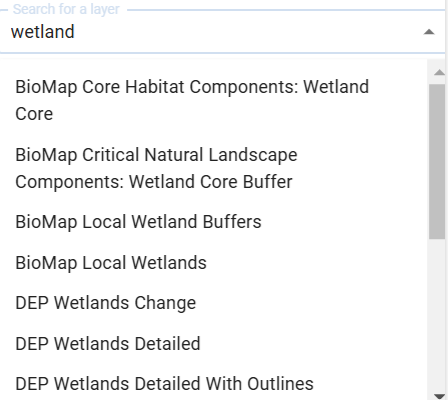 Search for a layer
wetland
BioMap Core Habitat Components: Wetland
Core
BioMap Critical Natural Landscape
Components: Wetland Core Buffer
BioMap Local Wetland Buffers
BioMap Local Wetlands
DEP Wetlands Change
DEP Wetlands Detailed
DEP Wetlands Detailed With Outlines